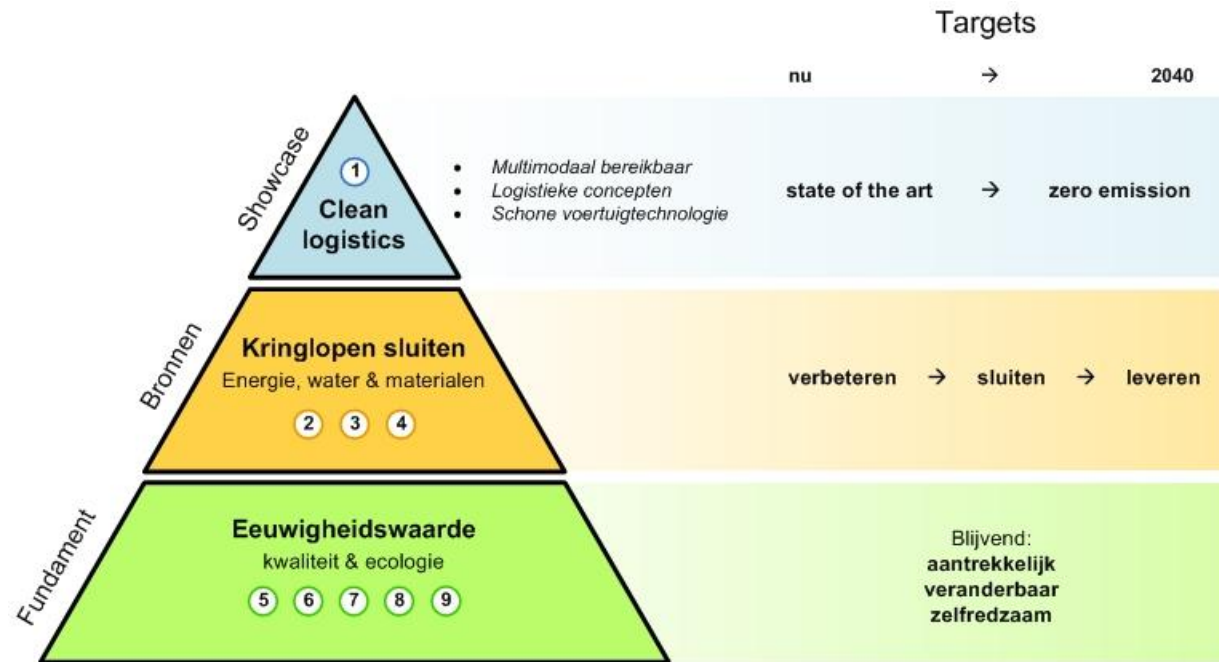 Targets
nu → 2040
Showcase
1
Clean
logistics
• Multimodaal bereikbaar
• Logistieke concepten
• Schone voertuigtechnologie
state of the art → zero emission
Bronnen
Kringlopen sluiten
Energie, water & materialen
2 3 4
verbeteren → sluiten → leveren
Fundament
Eeuwigheidswaarde
kwaliteit & ecologie
5 6 7 8 9
Blijvend:
aantrekkelijk
veranderbaar
zelfredzaam